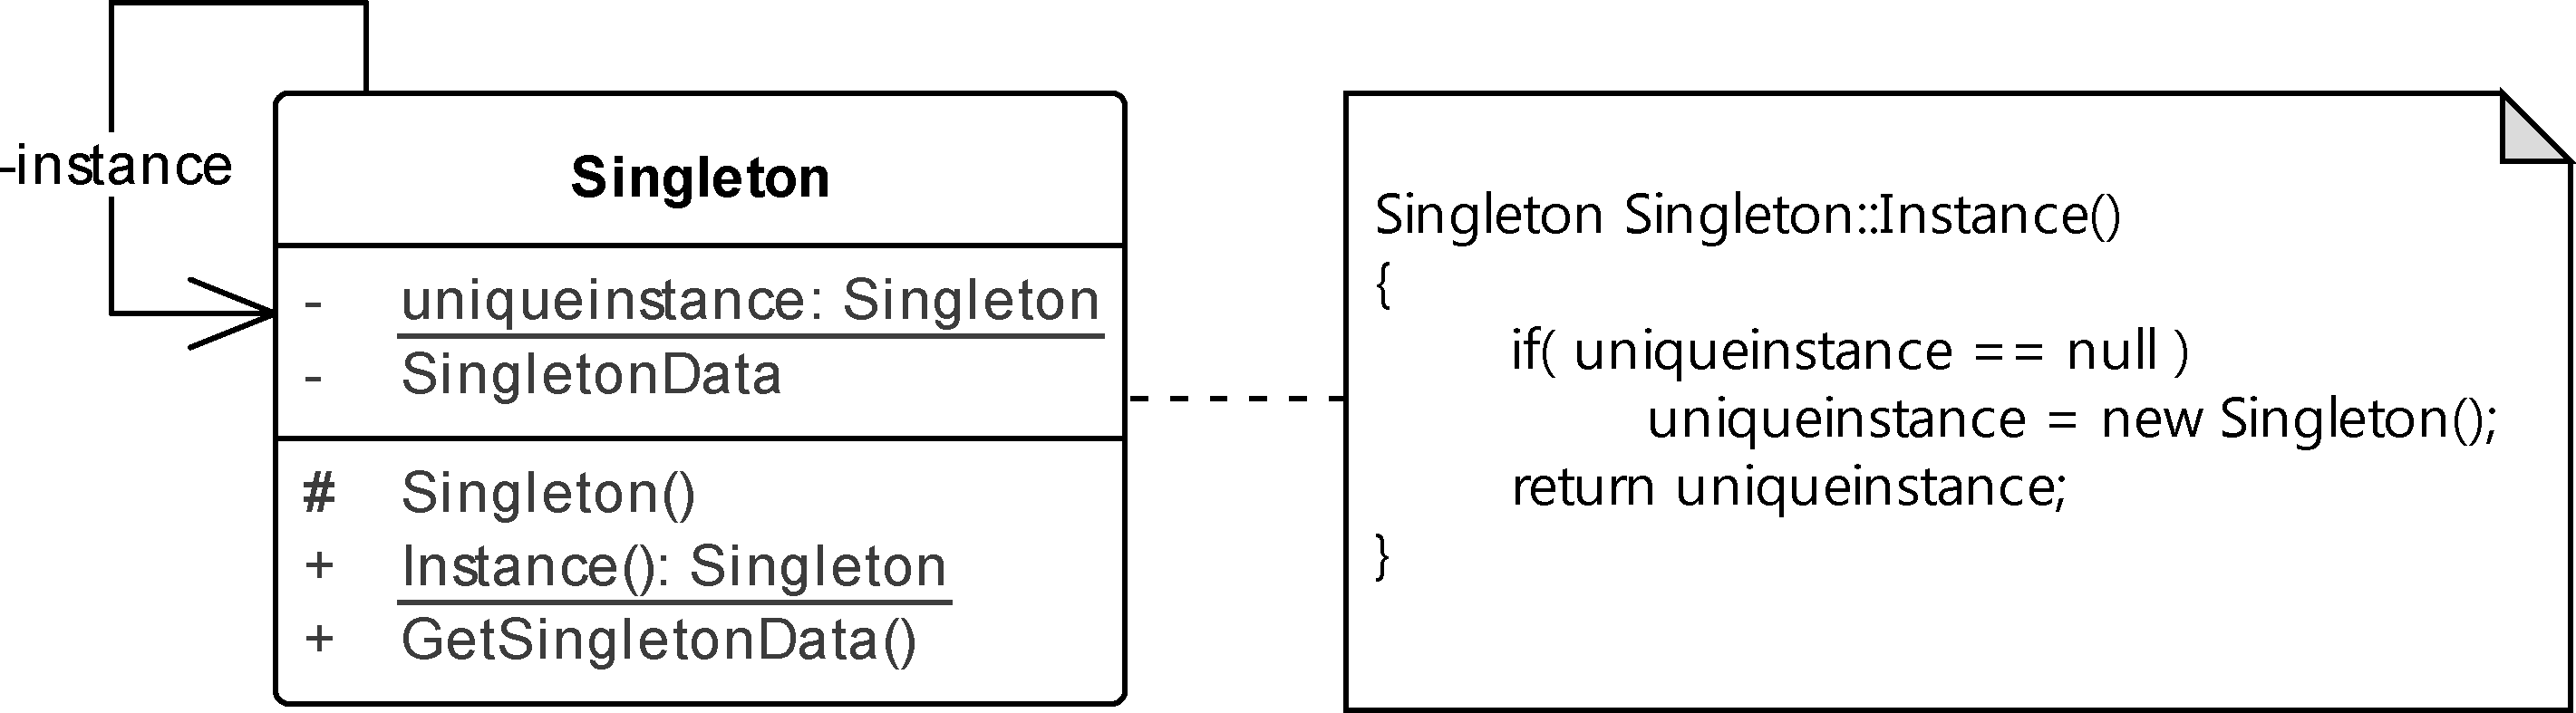 -instance
Singleton
- uniqueinstance: Singleton
- SingletonData
# Singleton()
+ Instance(): Singleton
+ GetSingletonData()
Singleton Singleton::Instance()
{
if( uniqueinstance == null )
uniqueinstance = new Singleton();
return uniqueinstance;
}